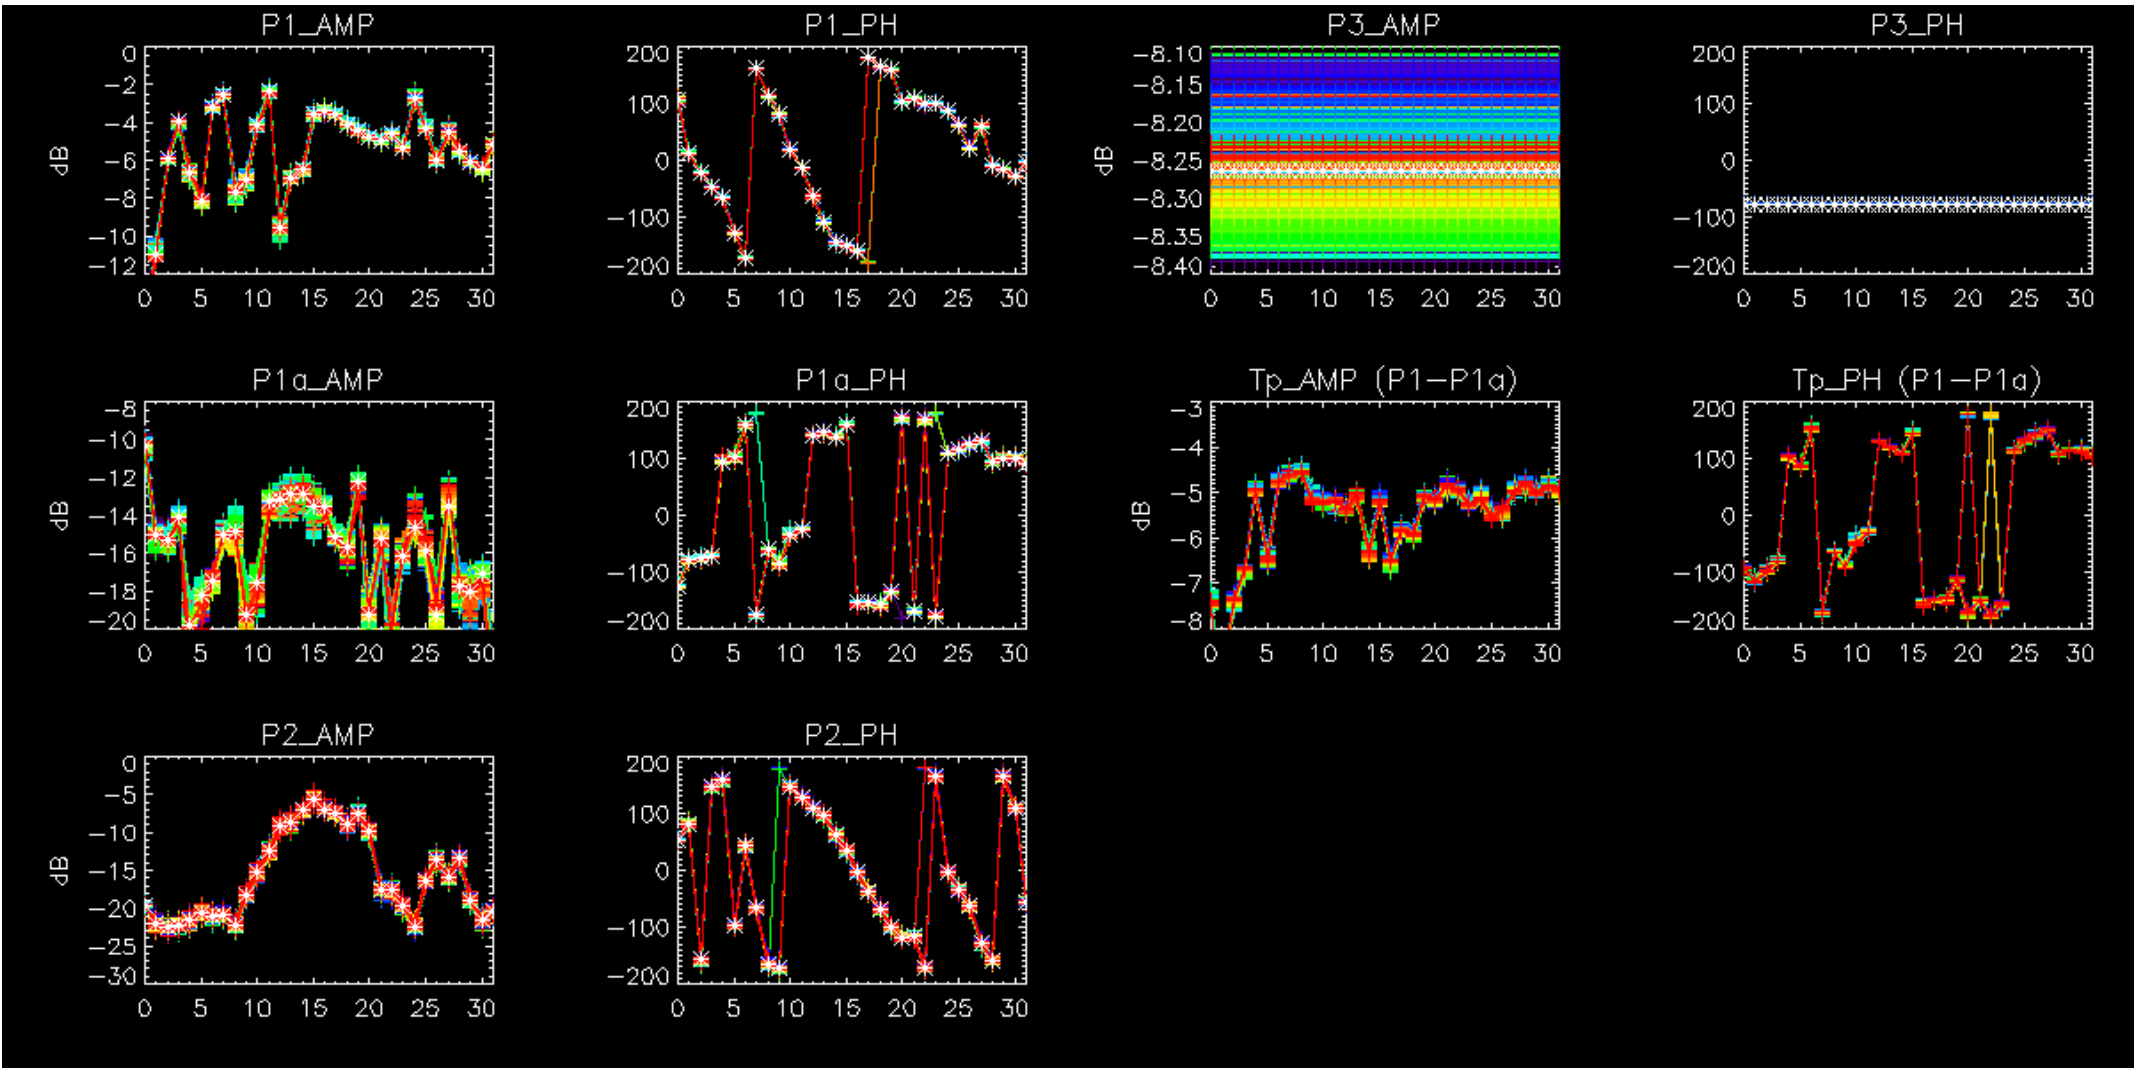 P1_AMP
P1_PH
P3_AMP
P3_PH
0
−2
−4
−6
−8
−10
−12
dB
0 5 10 15 20 25 30
200
100
0
−100
−200
0 5 10 15 20 25 30
−8.10
−8.15
−8.20
−8.25
−8.30
−8.35
−8.40
dB
0 5 10 15 20 25 30
200
100
0
−100
−200
0 5 10 15 20 25 30
P1a_AMP
P1a_PH
Tp_AMP (P1−P1a)
Tp_PH (P1−P1a)
−8
−10
−12
−14
−16
−18
−20
dB
0 5 10 15 20 25 30
200
100
0
−100
−200
0 5 10 15 20 25 30
−3
−4
−5
−6
−7
−8
dB
0 5 10 15 20 25 30
200
100
0
−100
−200
0 5 10 15 20 25 30
P2_AMP
P2_PH
0
−5
−10
−15
−20
−25
−30
dB
0 5 10 15 20 25 30
200
100
0
−100
−200
0 5 10 15 20 25 30